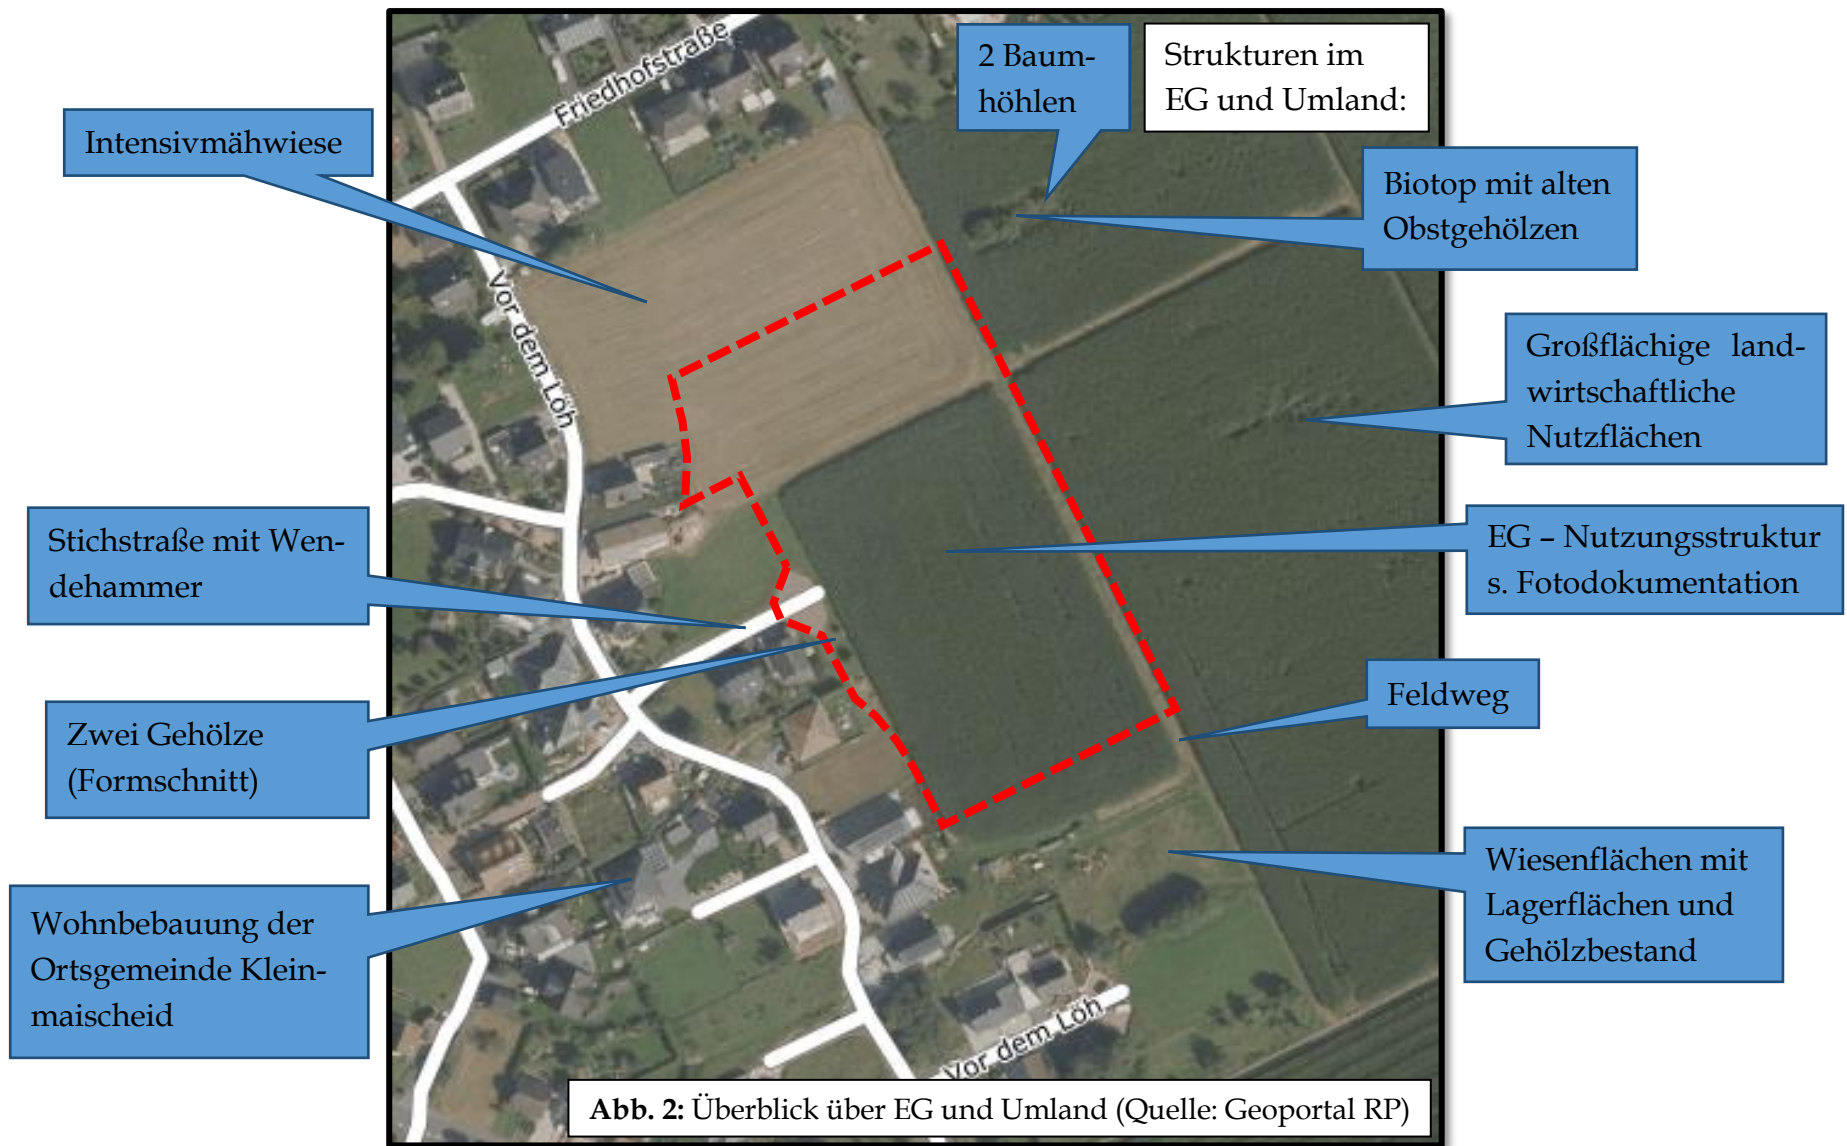 2 Baum-
höhlen
Strukturen im
EG und Umland:
Friedhofstraße
Intensivmähwiese
Biotop mit alten
Obstgehölzen
Vor dem Löh
Großflächige land-
wirtschaftliche
Nutzflächen
Stichstraße mit Wen-
dehammer
EG – Nutzungsstruktur
s. Fotodokumentation
Zwei Gehölze
(Formschnitt)
Feldweg
Wiesenflächen mit
Lagerflächen und
Gehölzbestand
Wohnbebauung der
Ortsgemeinde Klein-
maischeid
Vor dem Löh
Abb. 2: Überblick über EG und Umland (Quelle: Geoportal RP)